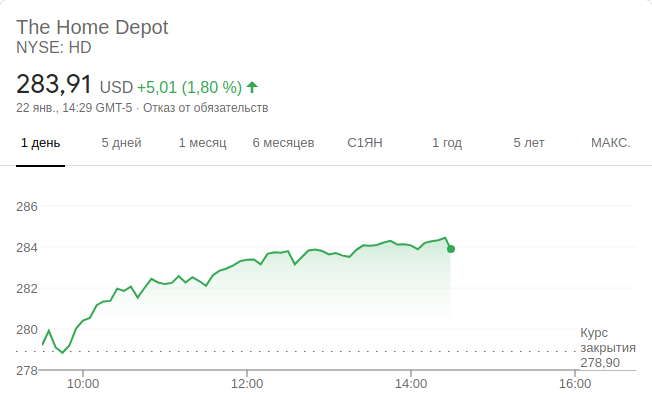 The Home Depot
NYSE: HD
283,91 USD +5,01 (1,80 %)
22 янв., 14:29 GMT-5 · Отказ от обязательств
1 день 5 дней 1 месяц 6 месяцев С1ЯН 1 год 5 лет МАКС.
286
284
282
280
278
Курс
закрытия
278,90
10:00 12:00 14:00 16:00